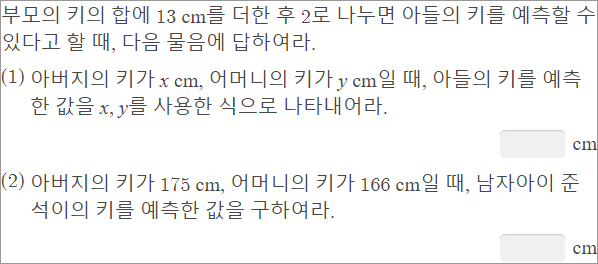 부모의 키의 합에 13 cm를 더한 후 2로 나누면 아들의 키를 예측할 수
있다고 할 때, 다음 물음에 답하여라.
(1) 아버지의 키가 x cm, 어머니의 키가 y cm일 때, 아들의 키를 예측
한 값을 x, y를 사용한 식으로 나타내어라.
cm
(2) 아버지의 키가 175 cm, 어머니의 키가 166 cm일 때, 남자아이 준
석이의 키를 예측한 값을 구하여라.
cm